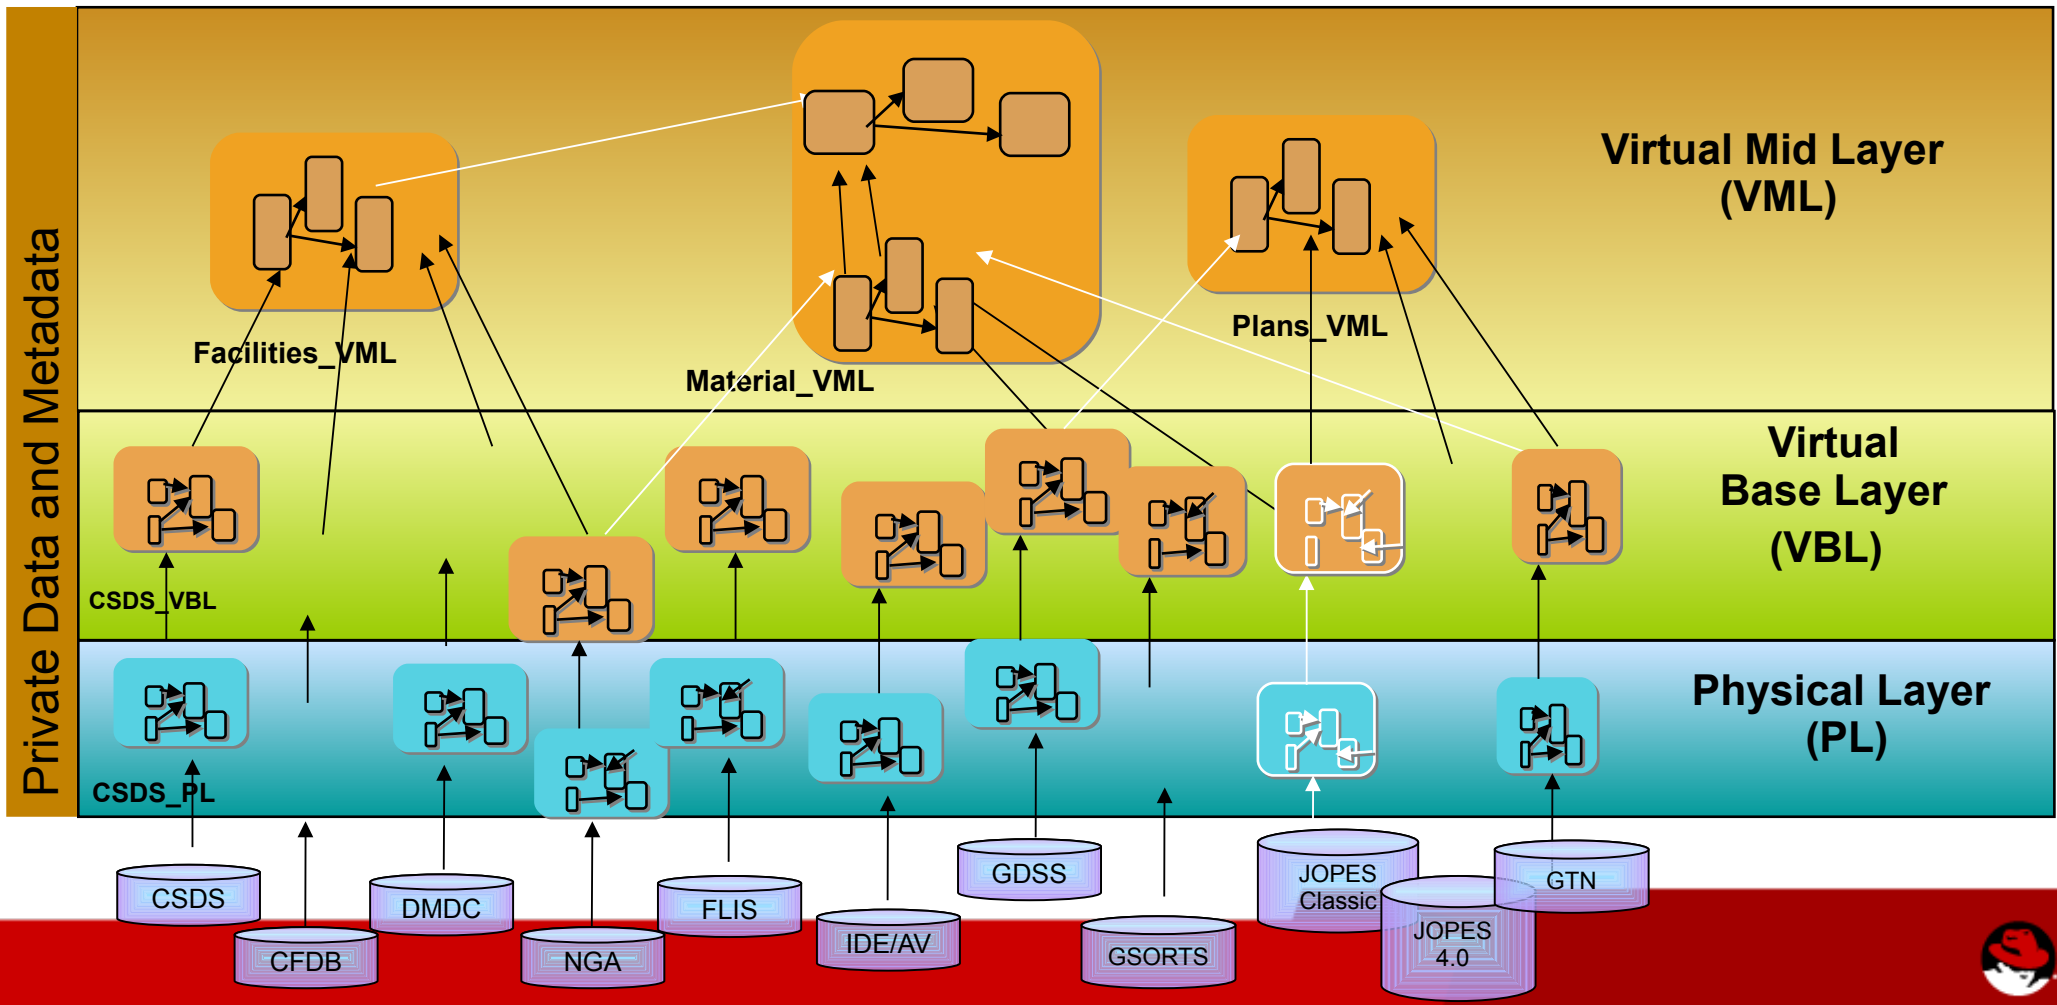 Private Data and Metadata
Virtual Mid Layer
(VML)
Facilities_VML
Material_VML
Plans_VML
Virtual
Base Layer
(VBL)
CSDS_VBL
Physical Layer
(PL)
CSDS_PL
CSDS
CFDB
DMDC
NGA
FLIS
IDE/AV
GDSS
GSORTS
JOPES
Classic
JOPES
4.0
GTN